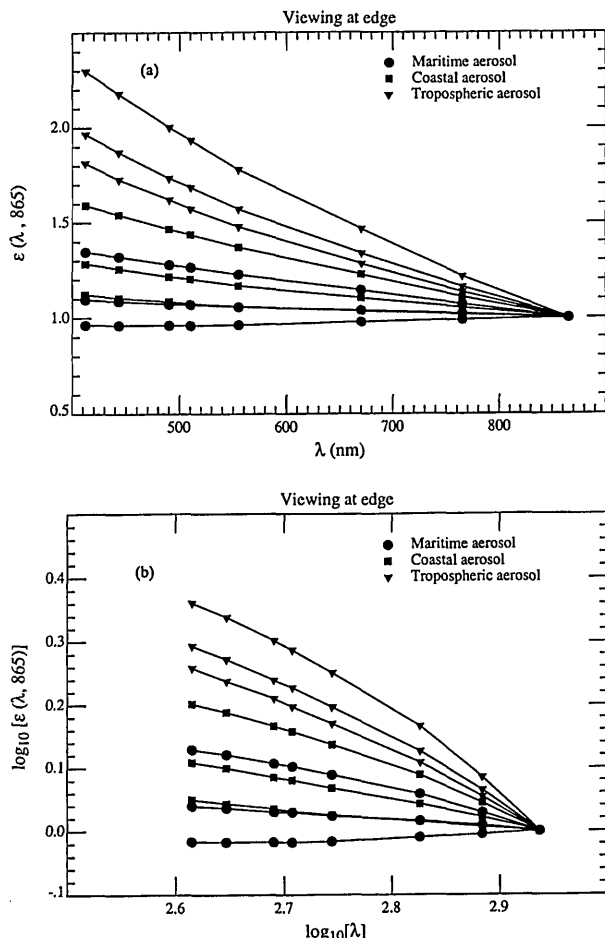 Viewing at edge
(a)
Maritime aerosol
Coastal aerosol
Tropospheric aerosol
2.0
1.5
1.0
0.5
ε (λ, 865)
500
600
700
800
λ (nm)
Viewing at edge
(b)
Maritime aerosol
Coastal aerosol
Tropospheric aerosol
0.4
0.3
0.2
0.1
0.0
-.1
log10 [ε (λ, 865)]
2.6
2.7
2.8
2.9
log10[λ]